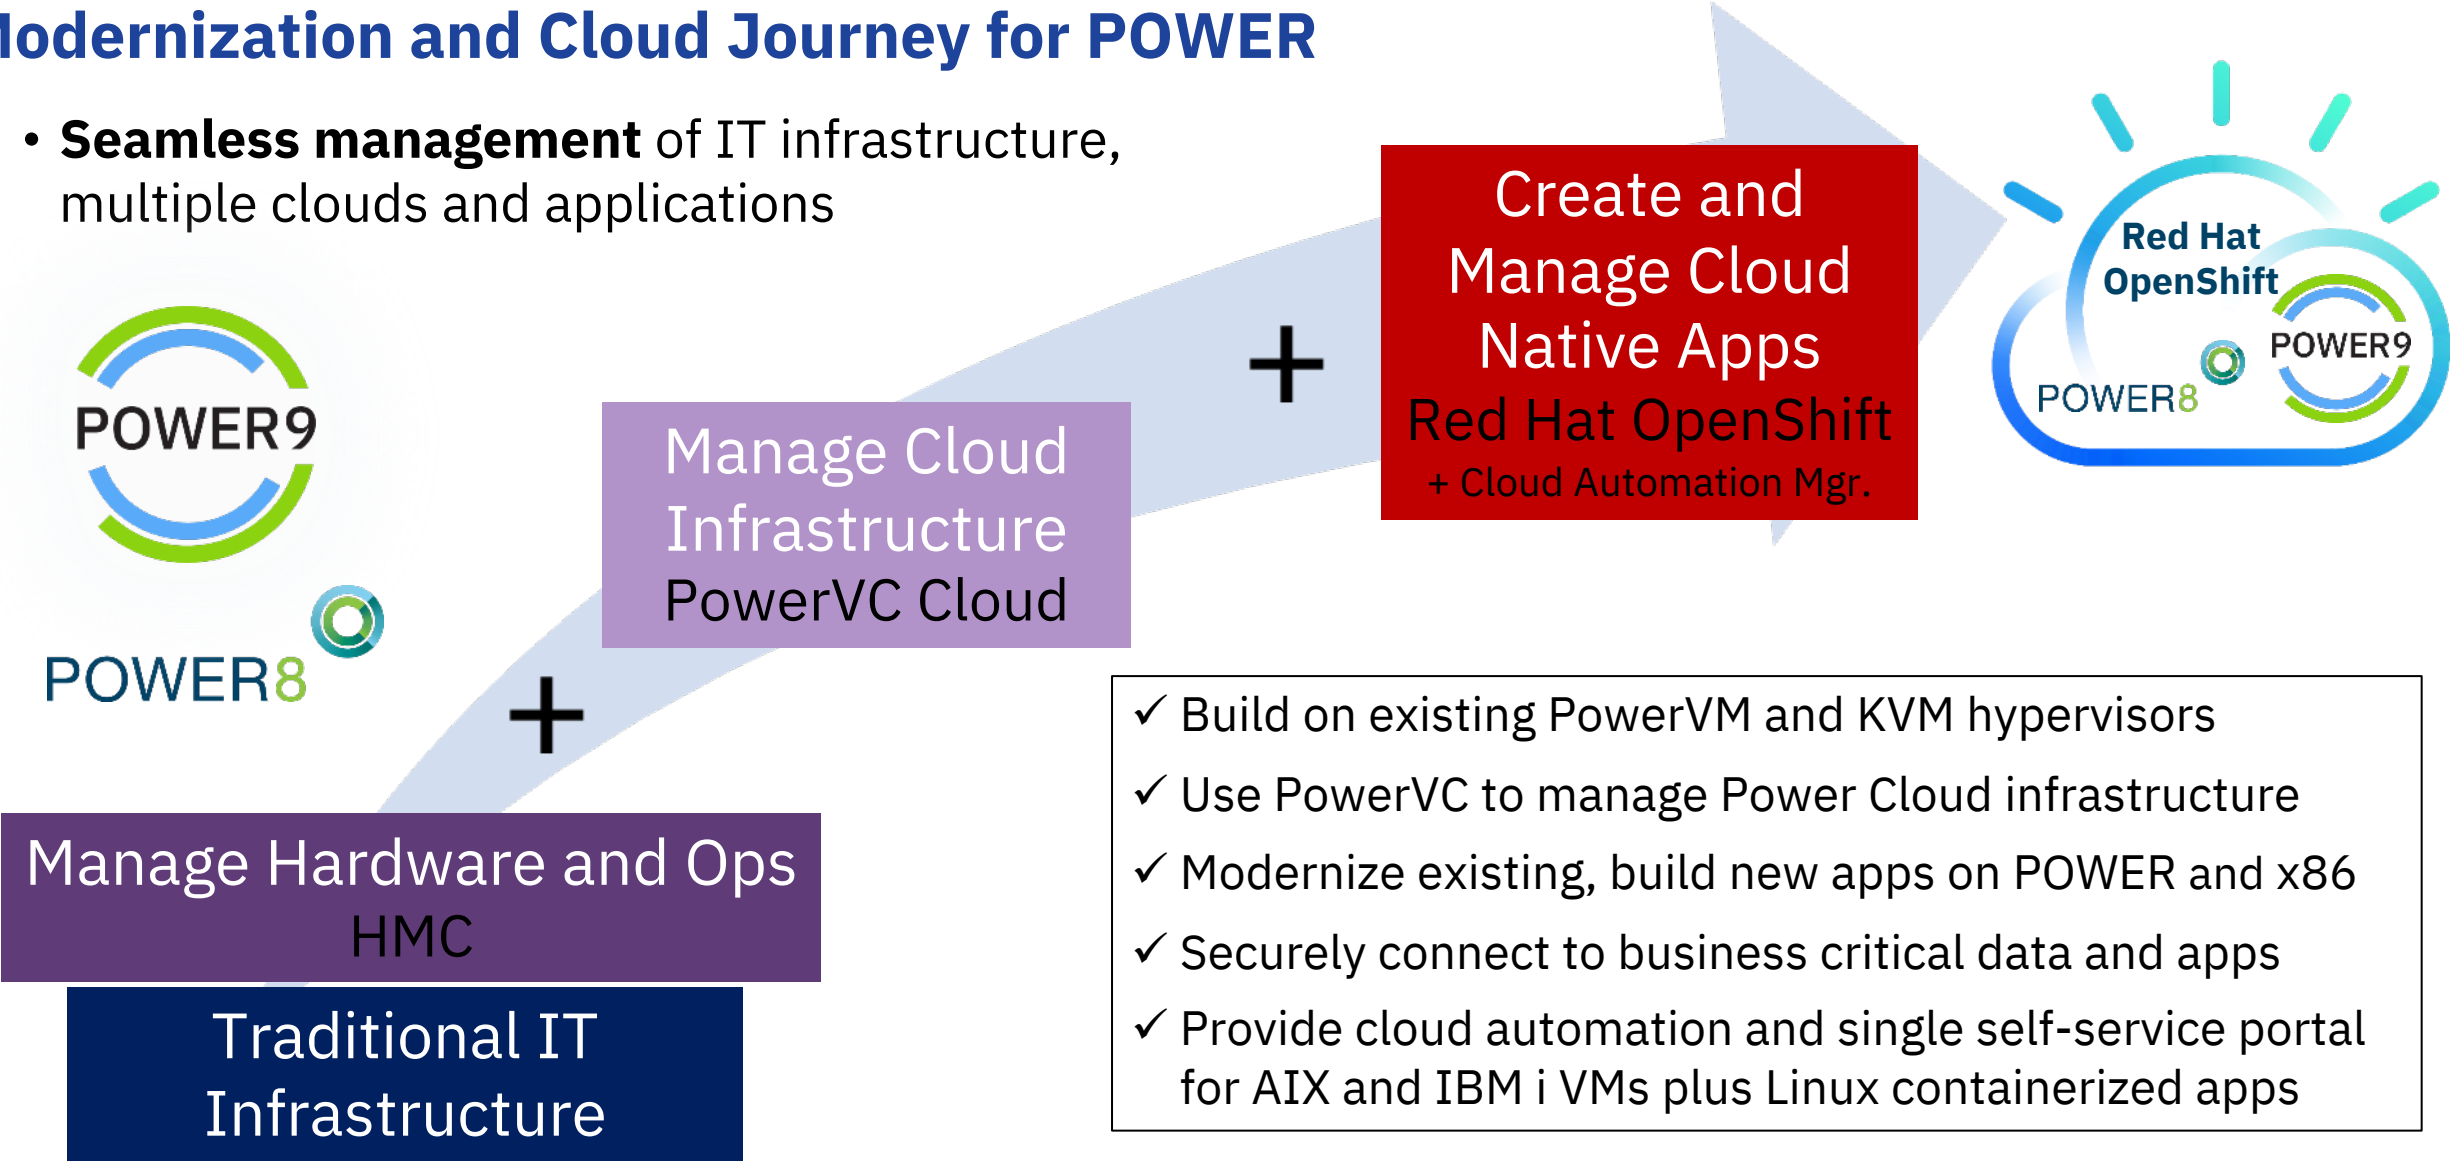 odernization and Cloud Journey for POWER
• Seamless management of IT infrastructure,
multiple clouds and applications
POWER9
POWER8
Manage Hardware and Ops
HMC
Traditional IT
Infrastructure
+
Manage Cloud
Infrastructure
PowerVC Cloud
+
Create and
Manage Cloud
Native Apps
Red Hat OpenShift
+ Cloud Automation Mgr.
Red Hat
OpenShift
POWER9
POWER8
✓ Build on existing PowerVM and KVM hypervisors
✓ Use PowerVC to manage Power Cloud infrastructure
✓ Modernize existing, build new apps on POWER and x86
✓ Securely connect to business critical data and apps
✓ Provide cloud automation and single self-service portal
for AIX and IBM i VMs plus Linux containerized apps